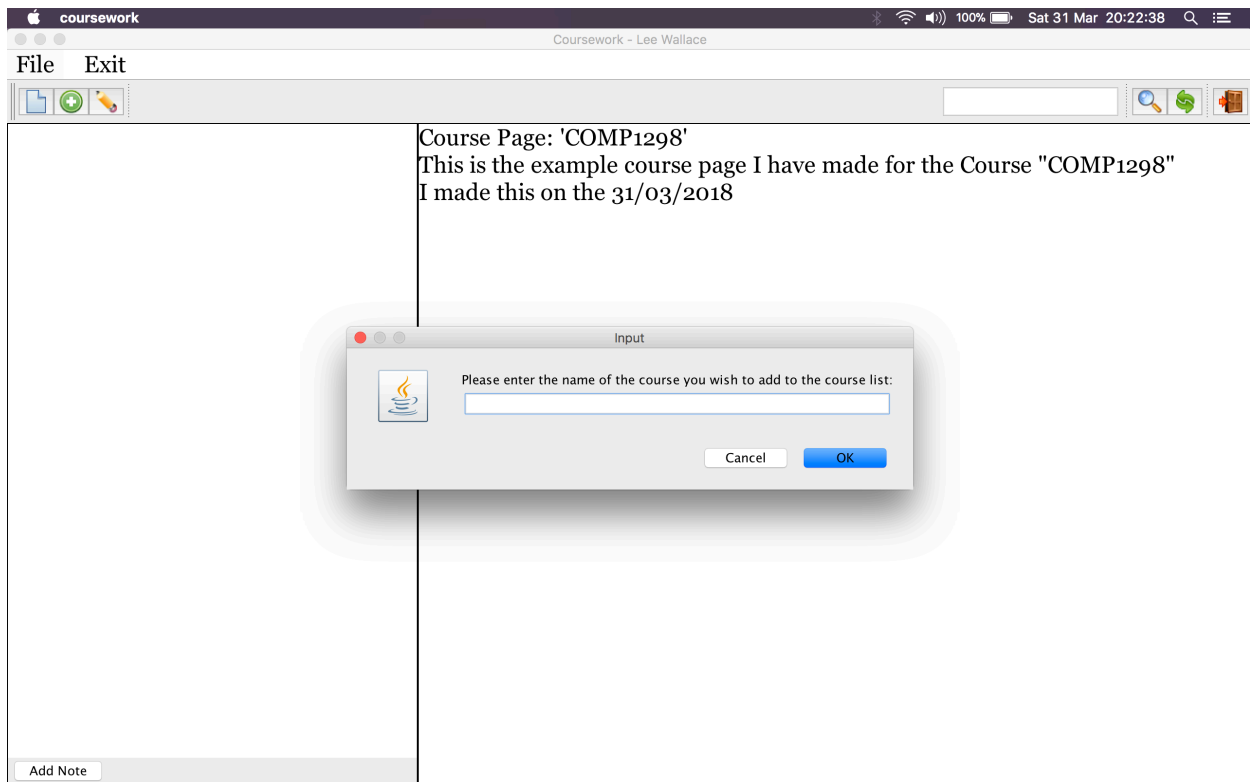 coursework
100%
Sat 31 Mar 20:22:38
Coursework - Lee Wallace
File Exit
Course Page: 'COMP1298'
This is the example course page I have made for the Course "COMP1298"
I made this on the 31/03/2018
Input
Please enter the name of the course you wish to add to the course list:
Cancel OK
Add Note